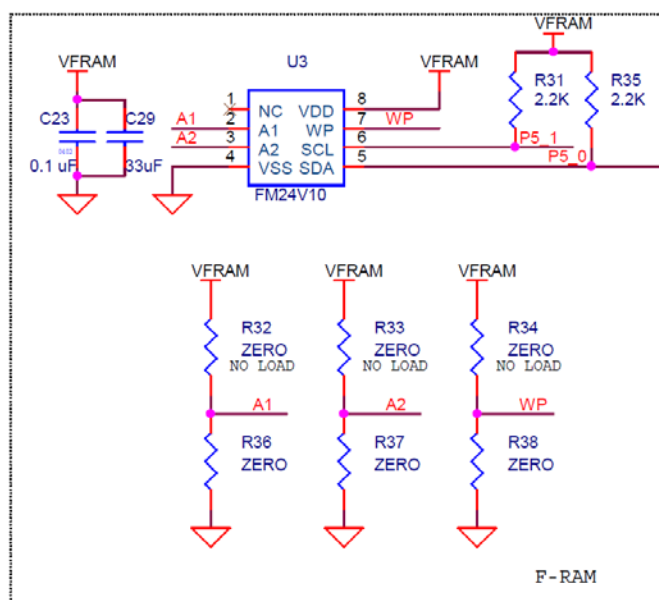 VFRAM
C23
C29
0.1 uF
33uF
U3
1
2
3
4
NC
A1
A2
VSS
VDD
WP
SCL
SDA
8
7
6
5
A1
A2
WP
FM24V10
VFRAM
VFRAM
R31
2.2K
R35
2.2K
P5_1
P5_0
VFRAM
R32
ZERO
NO LOAD
A1
R36
ZERO
VFRAM
R33
ZERO
NO LOAD
A2
R37
ZERO
VFRAM
R34
ZERO
NO LOAD
WP
R38
ZERO
F-RAM